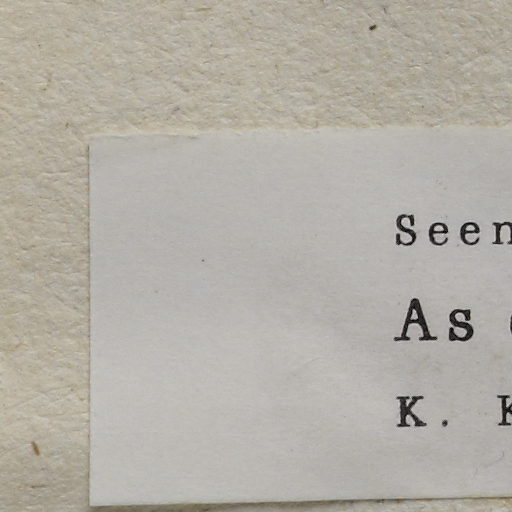 Seen
As
K. K